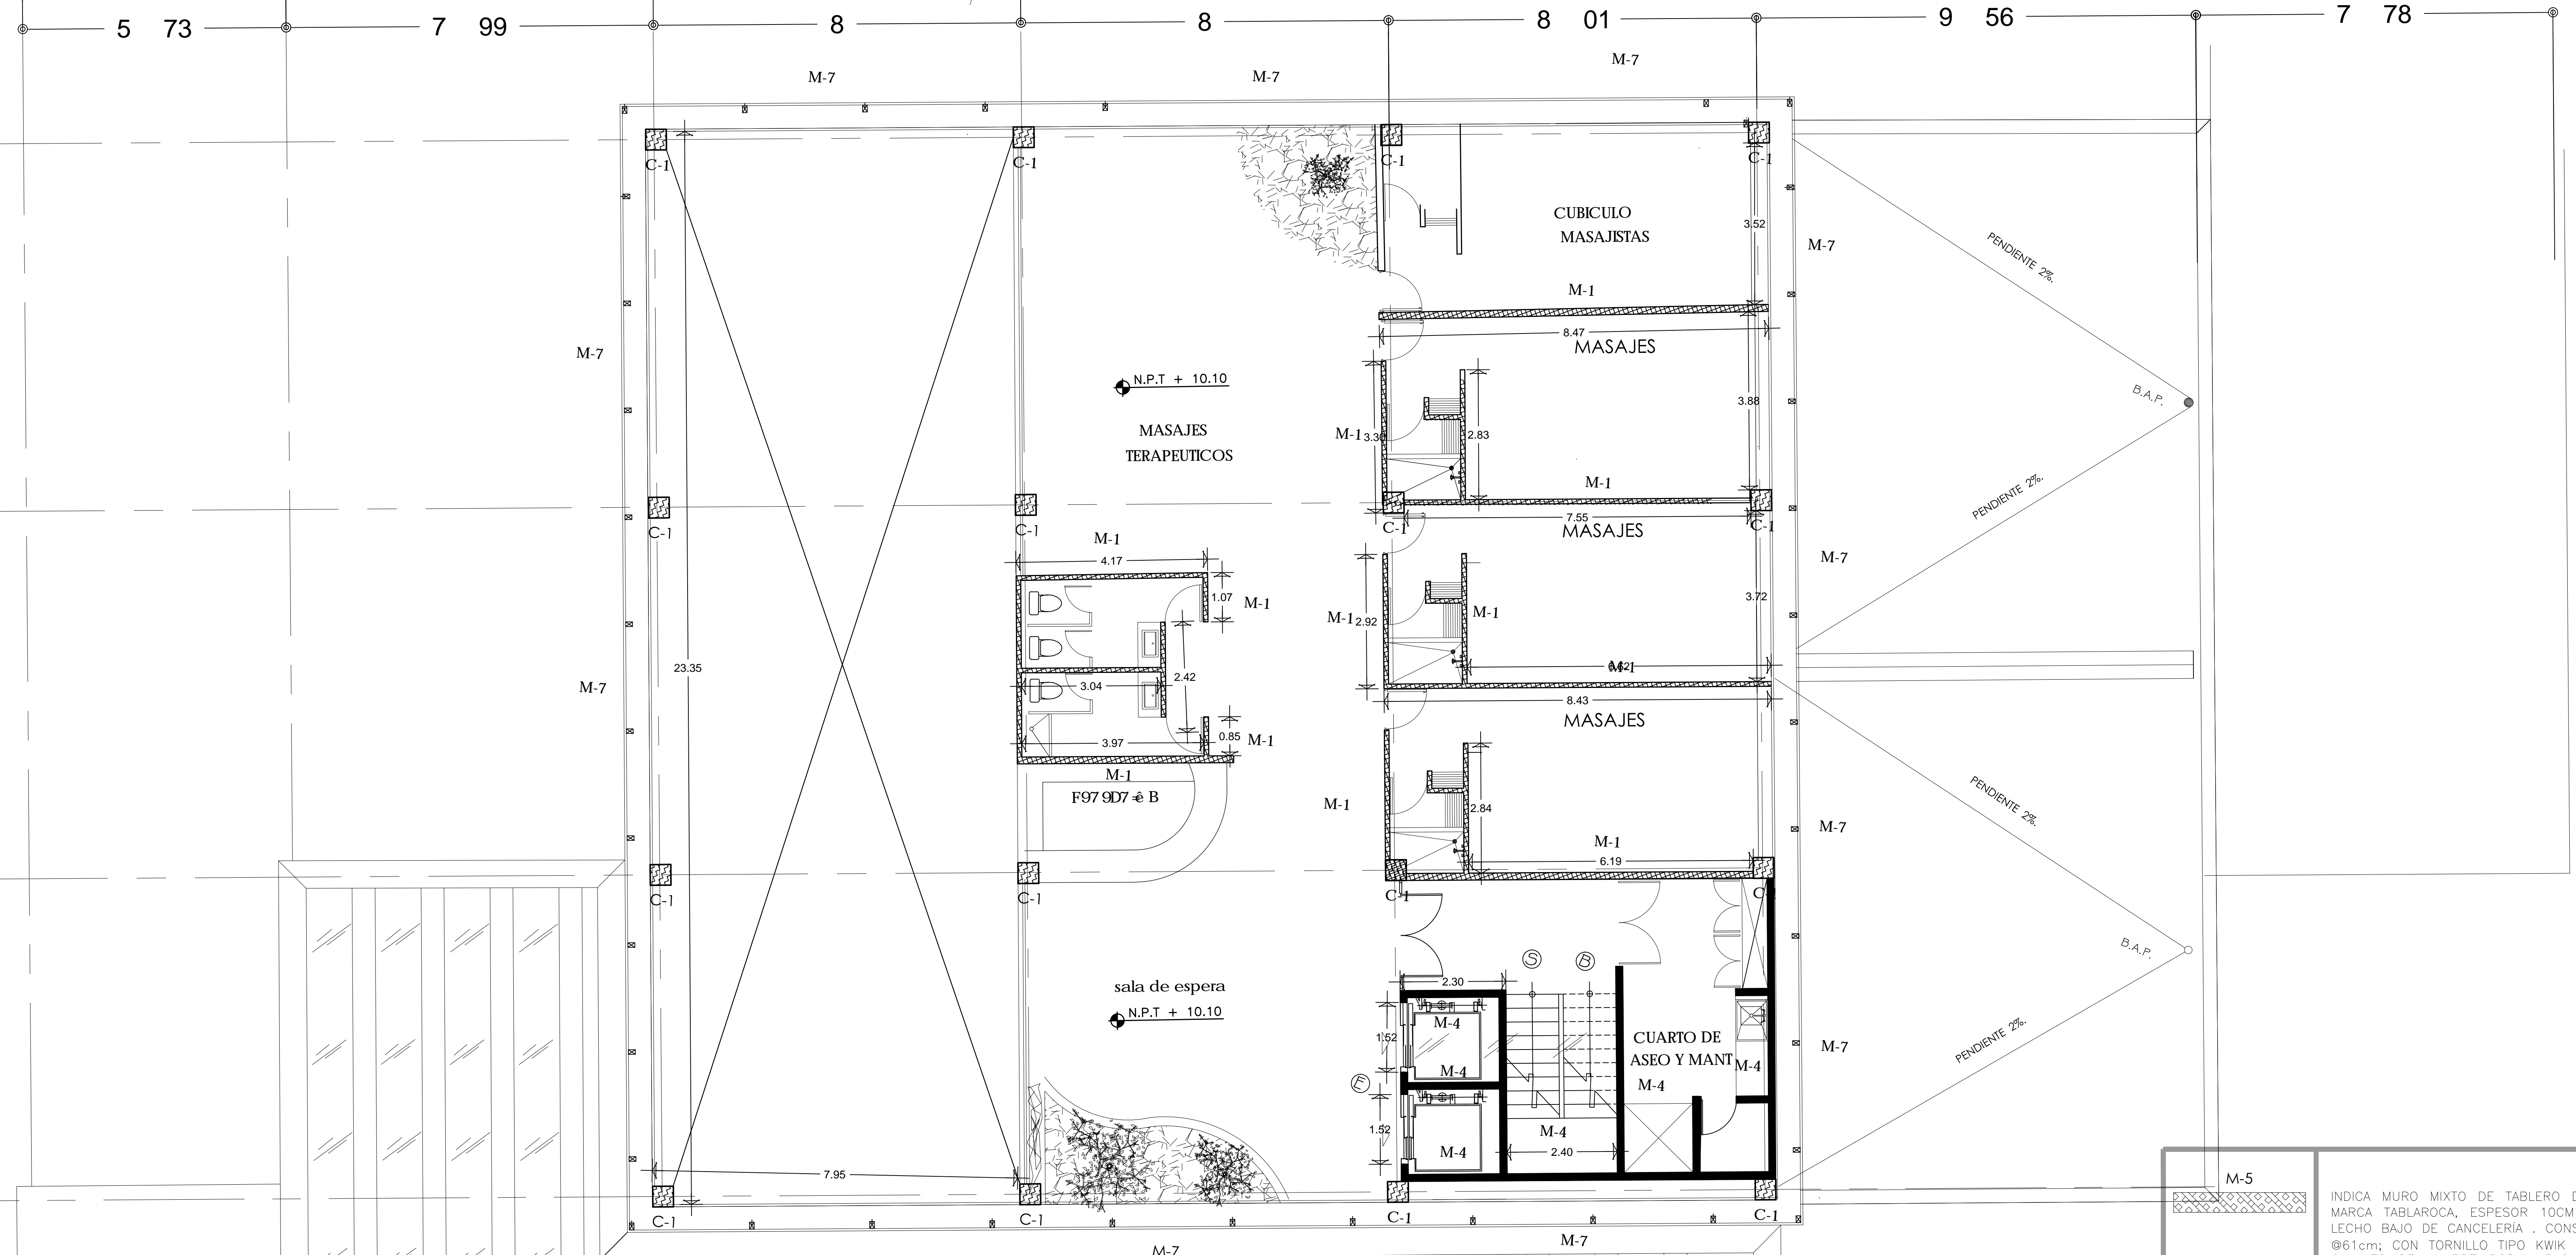 5 73
7 99
8
8
8 01
9 56
7 78
M-7
M-7
M-7
C-1
C-1
C-1
C-1
CUBICULO
MASAJISTAS
3.52
M-7
PENDIENTE 2%.
M-1
8.47
MASAJES
M-7
N.P.T + 10.10
B.A.P.
3.88
MASAJES
TERAPEUTICOS
M-1
3.30
2.83
M-1
PENDIENTE 2%.
7.55
C-1
C-1
C-1
C-1
MASAJES
M-1
4.17
M-7
1.07
M-1
3.72
M-1
2.92
M-1
23.35
2.42
M-1
3.04
M-7
8.43
MASAJES
3.97
0.85
M-1
M-1
F97 9D7 ê B
M-1
2.84
PENDIENTE 2%.
M-7
M-1
6.19
C-1
C-1
C-1
C-1
B.A.P.
S
B
2.30
sala de espera
N.P.T + 10.10
M-4
1.52
CUARTO DE
ASEO Y MANT
PENDIENTE 2%.
M-7
M-4
M-4
M-4
E
1.52
M-4
M-4
2.40
7.95
C-1
C-1
C-1
C-1
M-7
M-7
M-5
INDICA MURO MIXTO DE TABLERO
MARCA TABLAROCA, ESPESOR 10CM
LECHO BAJO DE CANCELERÍA .
@61cm; CON TORNILLO TIPO KWIK